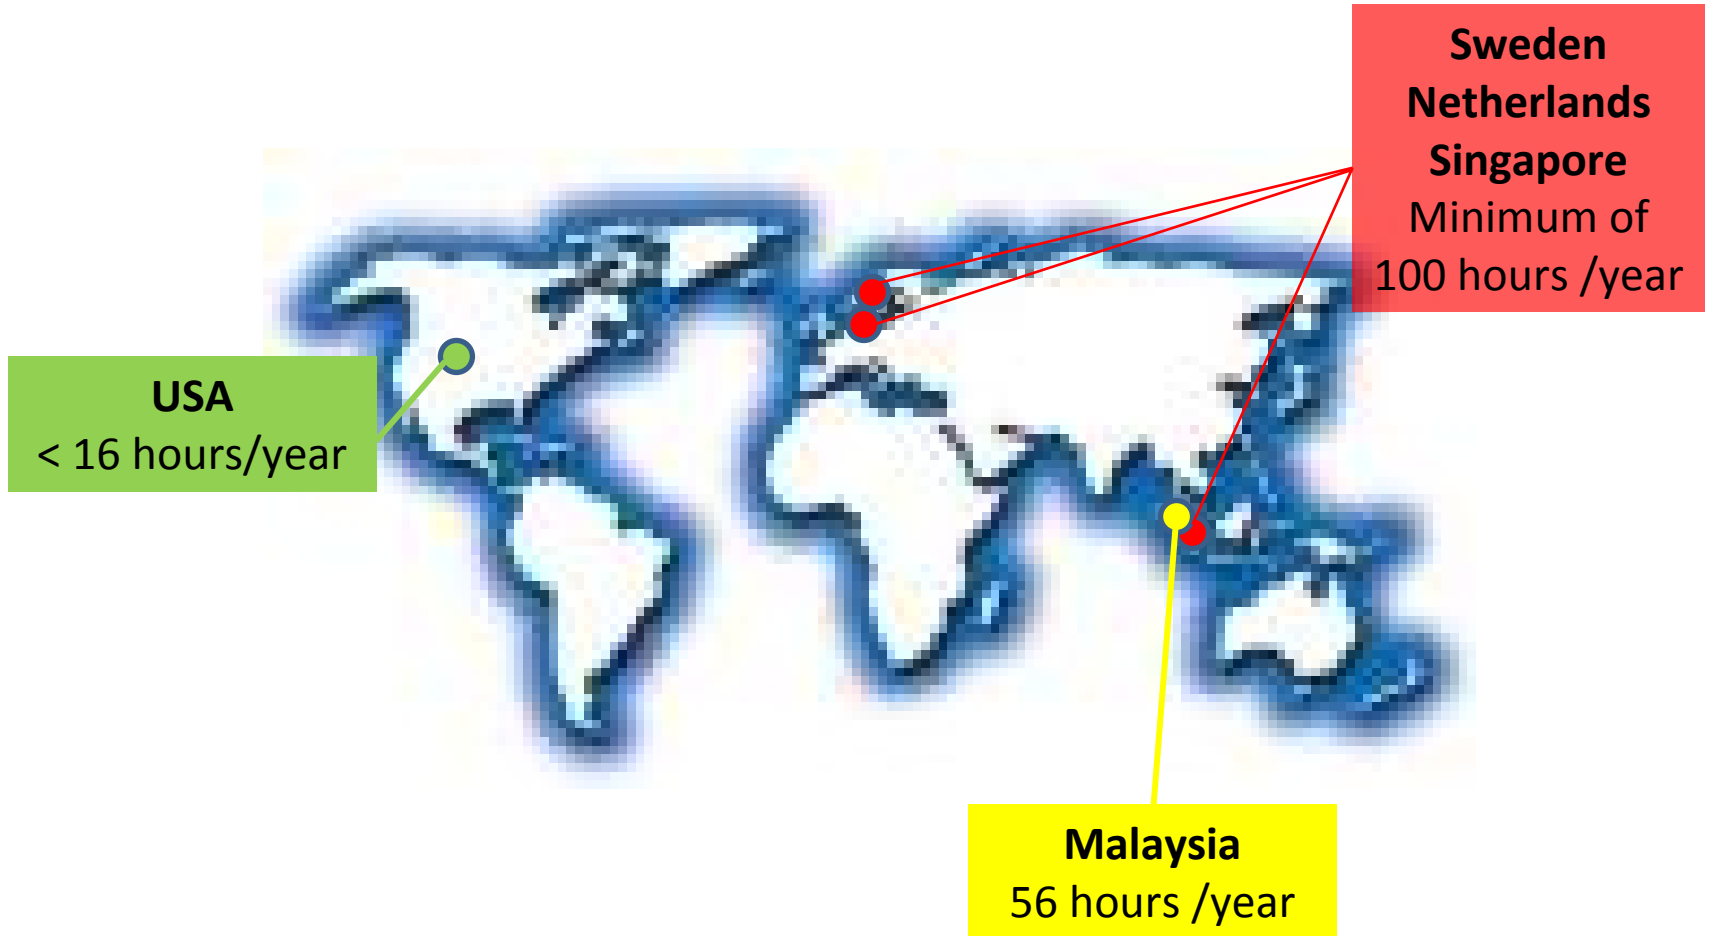 Sweden
Netherlands
Singapore
Minimum of
100 hours /year
USA
< 16 hours/year
Malaysia
56 hours /year